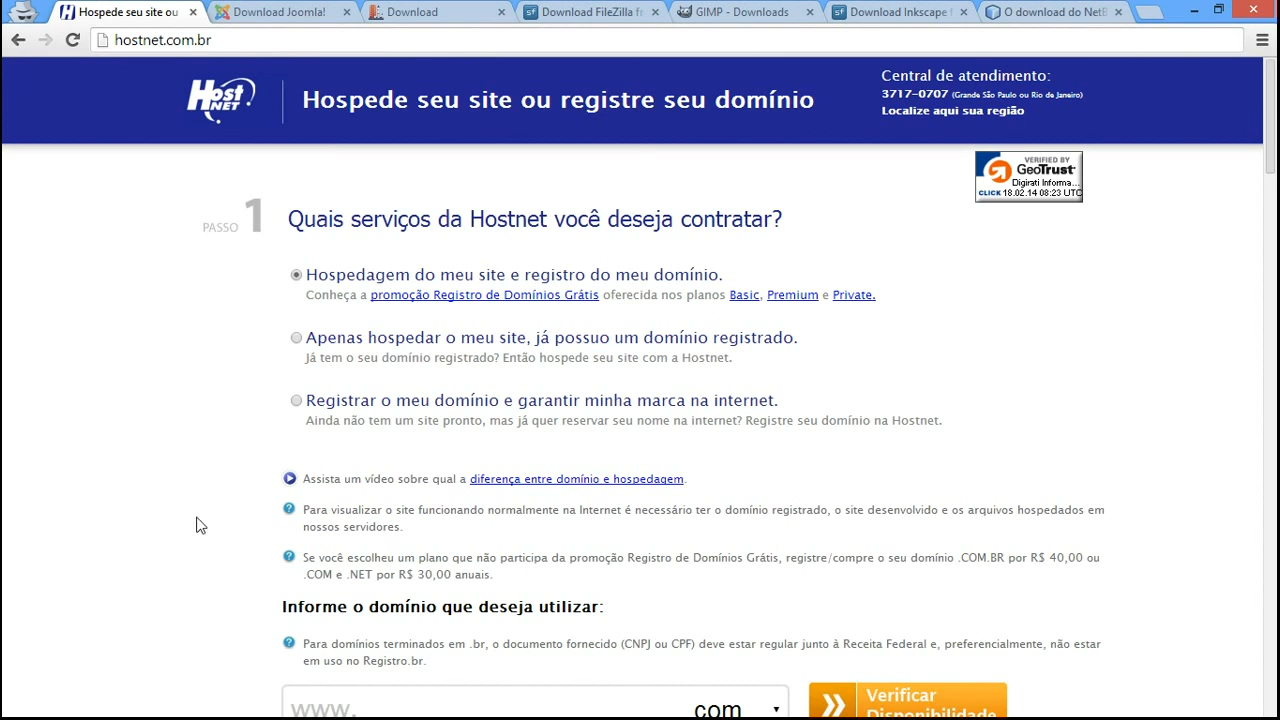 Hospede seu site ou
Download Joomla!
Download
Download FileZilla fr
GIMP - Downloads
Download Inkscape f
O download do NetB
hostnet.com.br
Host NET
Hospede seu site ou registre seu domínio
Central de atendimento:
3717-0707 (Grande São Paulo ou Rio de Janeiro)
Localize aqui sua região
VERIFIED BY
GeoTrust
Digirati Informa...
CLICK 18.02.14 08:23 UTC
PASSO 1
Quais serviços da Hostnet você deseja contratar?
Hospedagem do meu site e registro do meu domínio.
Conheça a promoção Registro de Domínios Grátis oferecida nos planos Basic, Premium e Private.
Apenas hospedar o meu site, já possuo um domínio registrado.
Já tem o seu domínio registrado? Então hospede seu site com a Hostnet.
Registrar o meu domínio e garantir minha marca na internet.
Ainda não tem um site pronto, mas já quer reservar seu nome na internet? Registre seu domínio na Hostnet.
Assista um vídeo sobre qual a diferença entre domínio e hospedagem.
Para visualizar o site funcionando normalmente na Internet é necessário ter o domínio registrado, o site desenvolvido e os arquivos hospedados em
nossos servidores.
Se você escolheu um plano que não participa da promoção Registro de Domínios Grátis, registre/compre o seu domínio .COM.BR por R$ 40,00 ou
.COM e .NET por R$ 30,00 anuais.
Informe o domínio que deseja utilizar:
Para domínios terminados em .br, o documento fornecido (CNPJ ou CPF) deve estar regular junto à Receita Federal e, preferencialmente, não estar
em uso no Registro.br.
www.
com
Verificar
Disponibilidade